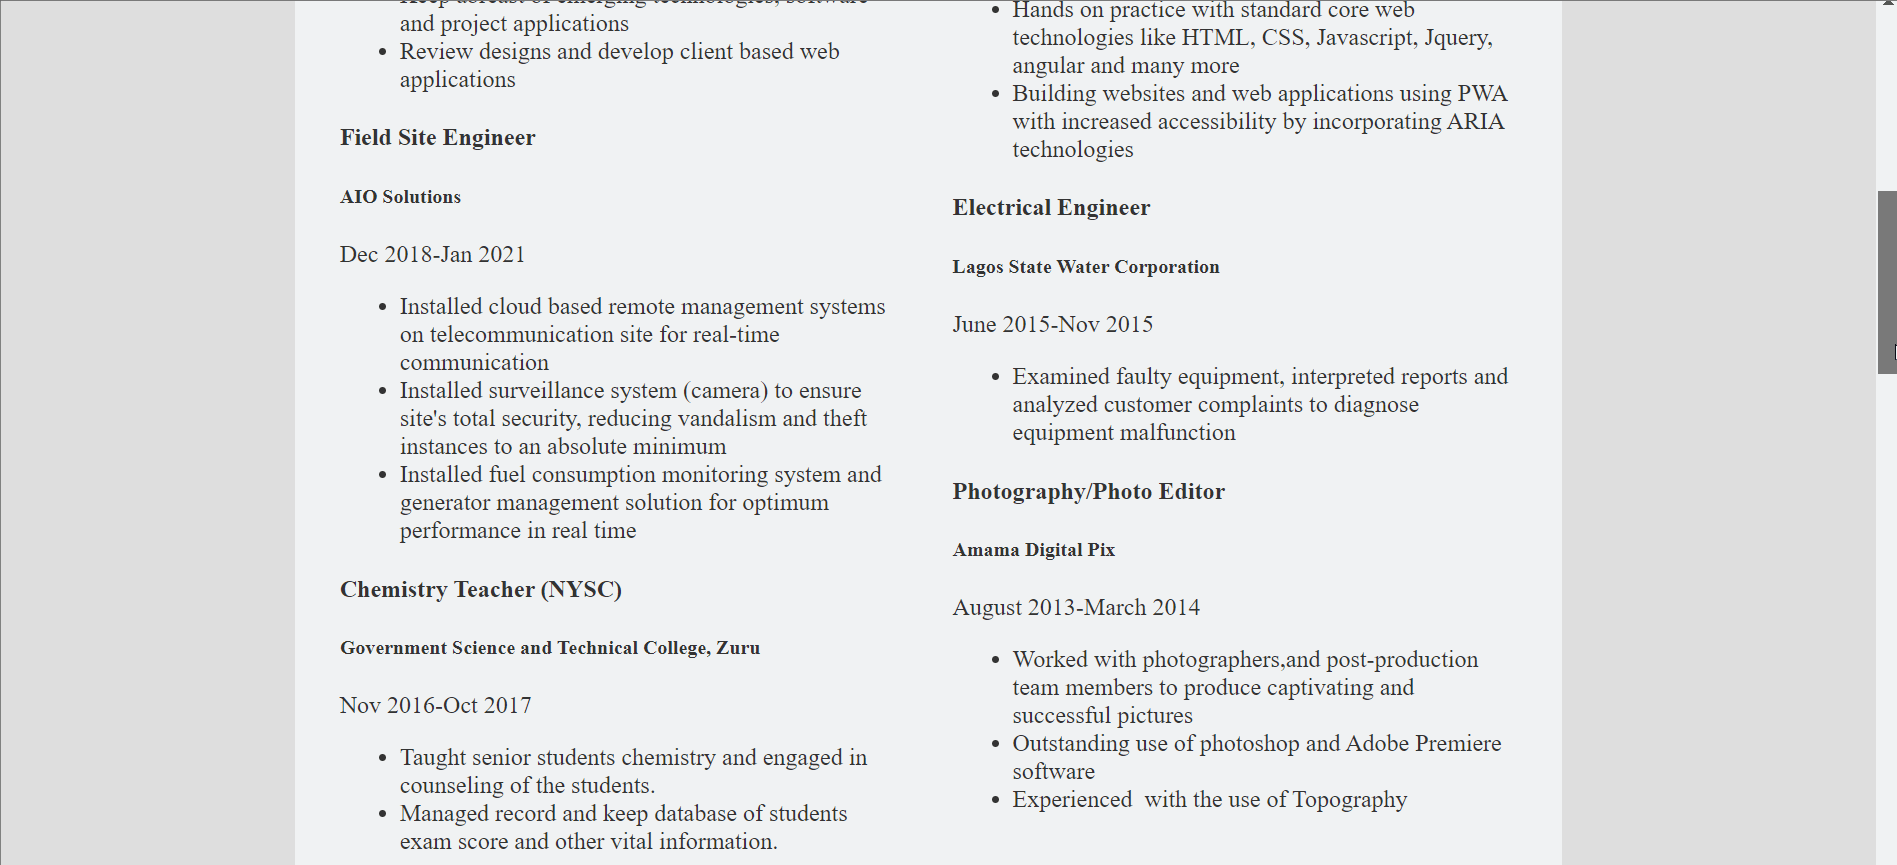 Keep abreast of emerging technologies, software
and project applications
Review designs and develop client based web
applications
Field Site Engineer
AIO Solutions
Dec 2018-Jan 2021
Installed cloud based remote management systems
on telecommunication site for real-time
communication
Installed surveillance system (camera) to ensure
site's total security, reducing vandalism and theft
instances to an absolute minimum
Installed fuel consumption monitoring system and
generator management solution for optimum
performance in real time
Chemistry Teacher (NYSC)
Government Science and Technical College, Zuru
Nov 2016-Oct 2017
Taught senior students chemistry and engaged in
counseling of the students.
Managed record and keep database of students
exam score and other vital information.
Hands on practice with standard core web
technologies like HTML, CSS, Javascript, Jquery,
angular and many more
Building websites and web applications using PWA
with increased accessibility by incorporating ARIA
technologies
Electrical Engineer
Lagos State Water Corporation
June 2015-Nov 2015
Examined faulty equipment, interpreted reports and
analyzed customer complaints to diagnose
equipment malfunction
Photography/Photo Editor
Amama Digital Pix
August 2013-March 2014
Worked with photographers,and post-production
team members to produce captivating and
successful pictures
Outstanding use of photoshop and Adobe Premiere
software
Experienced  with the use of Topography